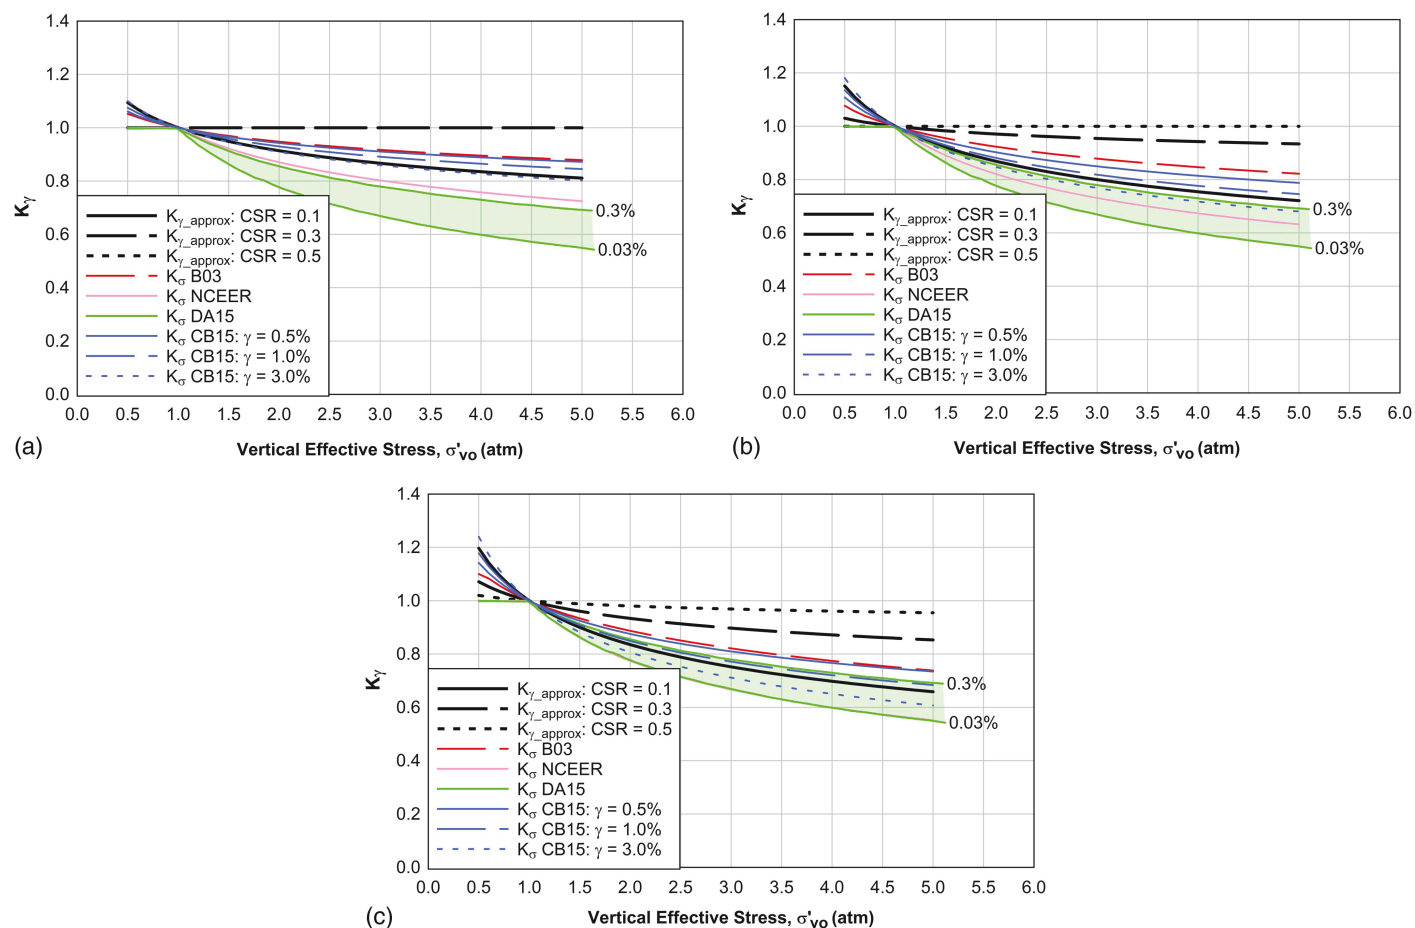 1.4
1.2
1.0
0.8
0.6
0.4
0.2
0.0
Kγ
Kγ_approx: CSR = 0.1
Kγ_approx: CSR = 0.3
Kγ_approx: CSR = 0.5
Kσ B03
Kσ NCEER
Kσ DA15
Kσ CB15: γ = 0.5%
Kσ CB15: γ = 1.0%
Kσ CB15: γ = 3.0%
0.3%
0.03%
0.0 0.5 1.0 1.5 2.0 2.5 3.0 3.5 4.0 4.5 5.0 5.5 6.0
(a) Vertical Effective Stress, σ'vo (atm)
1.4
1.2
1.0
0.8
0.6
0.4
0.2
0.0
Kγ
Kγ_approx: CSR = 0.1
Kγ_approx: CSR = 0.3
Kγ_approx: CSR = 0.5
Kσ B03
Kσ NCEER
Kσ DA15
Kσ CB15: γ = 0.5%
Kσ CB15: γ = 1.0%
Kσ CB15: γ = 3.0%
0.3%
0.03%
0.0 0.5 1.0 1.5 2.0 2.5 3.0 3.5 4.0 4.5 5.0 5.5 6.0
(b) Vertical Effective Stress, σ'vo (atm)
1.4
1.2
1.0
0.8
0.6
0.4
0.2
0.0
Kγ
Kγ_approx: CSR = 0.1
Kγ_approx: CSR = 0.3
Kγ_approx: CSR = 0.5
Kσ B03
Kσ NCEER
Kσ DA15
Kσ CB15: γ = 0.5%
Kσ CB15: γ = 1.0%
Kσ CB15: γ = 3.0%
0.3%
0.03%
0.0 0.5 1.0 1.5 2.0 2.5 3.0 3.5 4.0 4.5 5.0 5.5 6.0
(c) Vertical Effective Stress, σ'vo (atm)